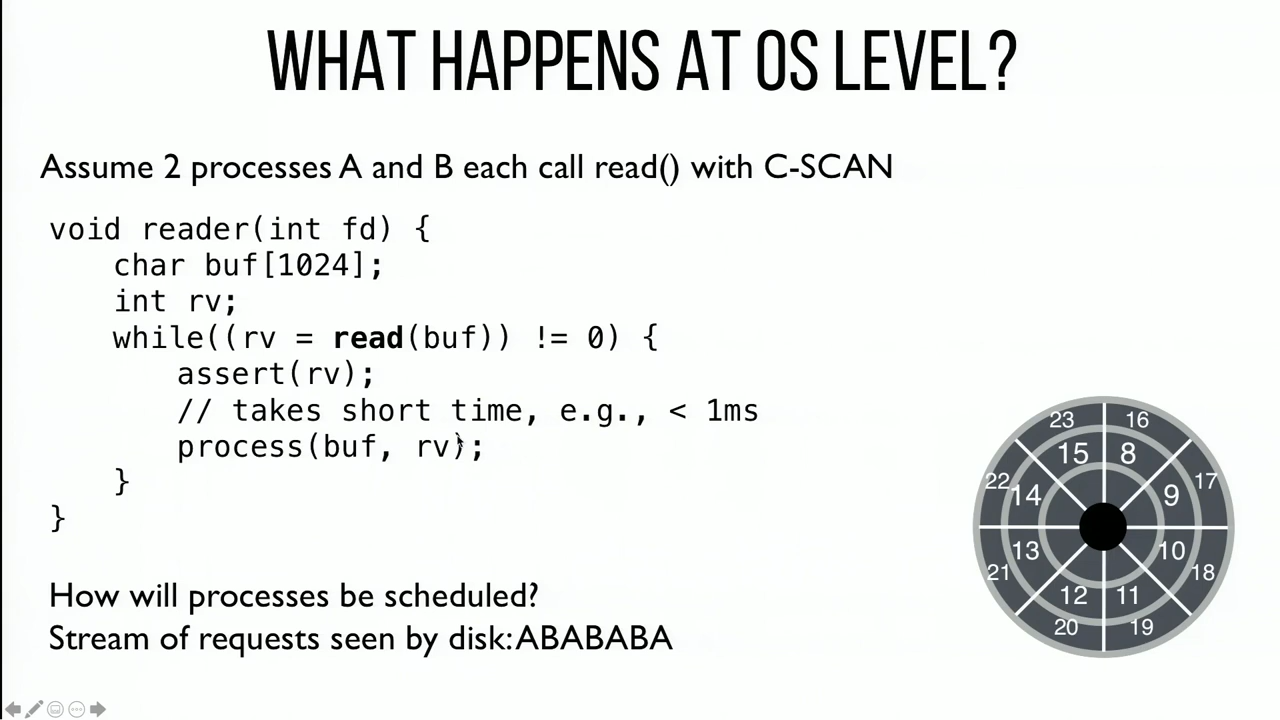 WHAT HAPPENS AT OS LEVEL?
Assume 2 processes A and B each call read() with C-SCAN
void reader(int fd) {
char buf[1024];
int rv;
while((rv = read(buf)) != 0) {
assert(rv);
// takes short time, e.g., < 1ms
process(buf, rv);
}
}
How will processes be scheduled?
Stream of requests seen by disk:ABABABA
23 16
15 8
22 14 9 17
21 13 10 18
12 11
20 19